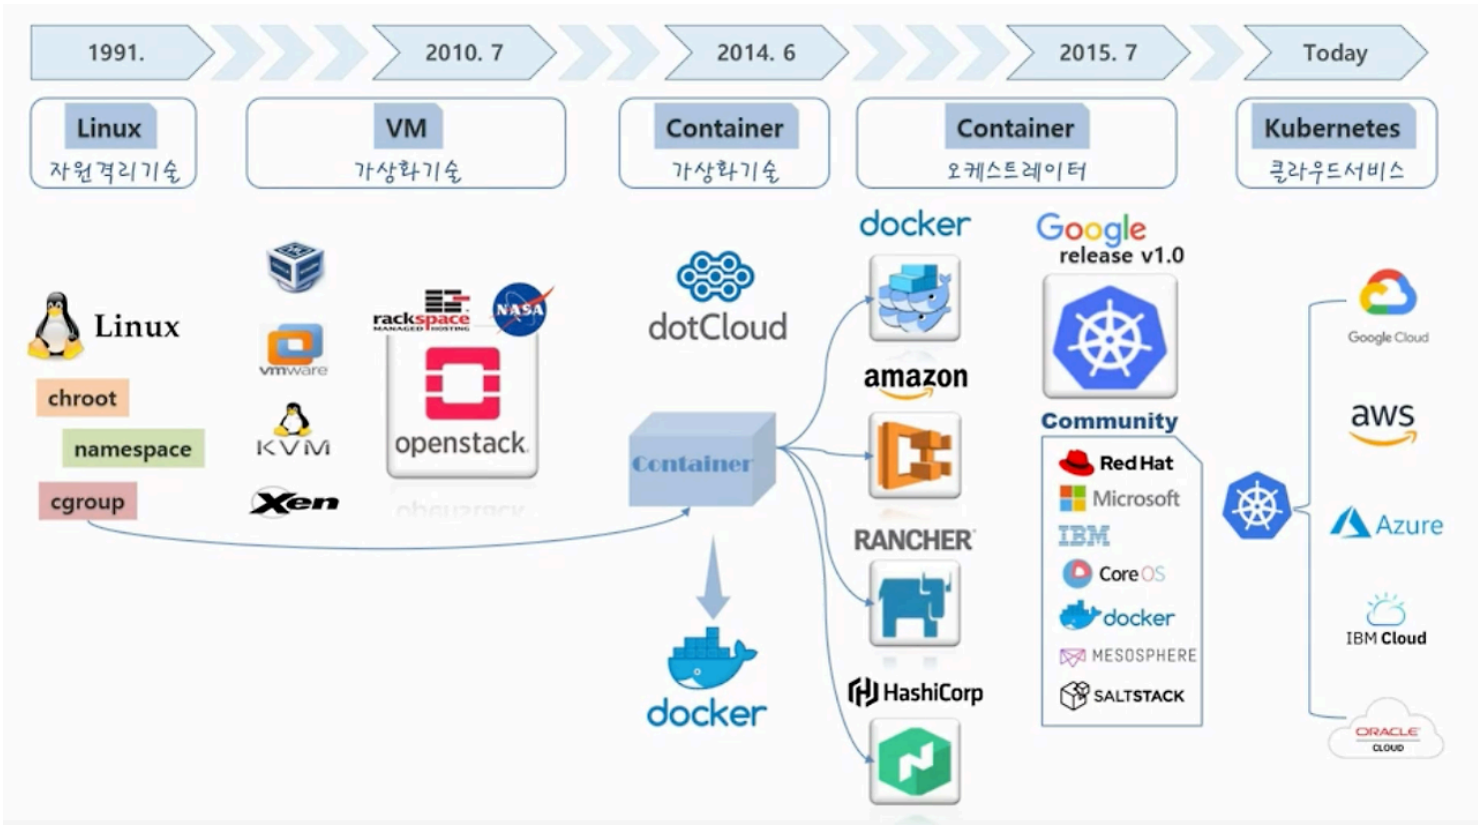 1991.
2010. 7
2014. 6
2015. 7
Today
Linux
자원격리기술
VM
가상화기술
Container
가상화기술
Container
오케스트레이터
Kubernetes
클라우드서비스
Linux
chroot
namespace
cgroup
vmware
KVM
Xen
rackspace
MANAGED HOSTING
NASA
openstack.
dotCloud
Container
docker
docker
amazon
RANCHER
HashiCorp
Google
release v1.0
Community
Red Hat
Microsoft
IBM
CoreOS
docker
MESOSPHERE
SALTSTACK
Google Cloud
aws
Azure
IBM Cloud
ORACLE
CLOUD